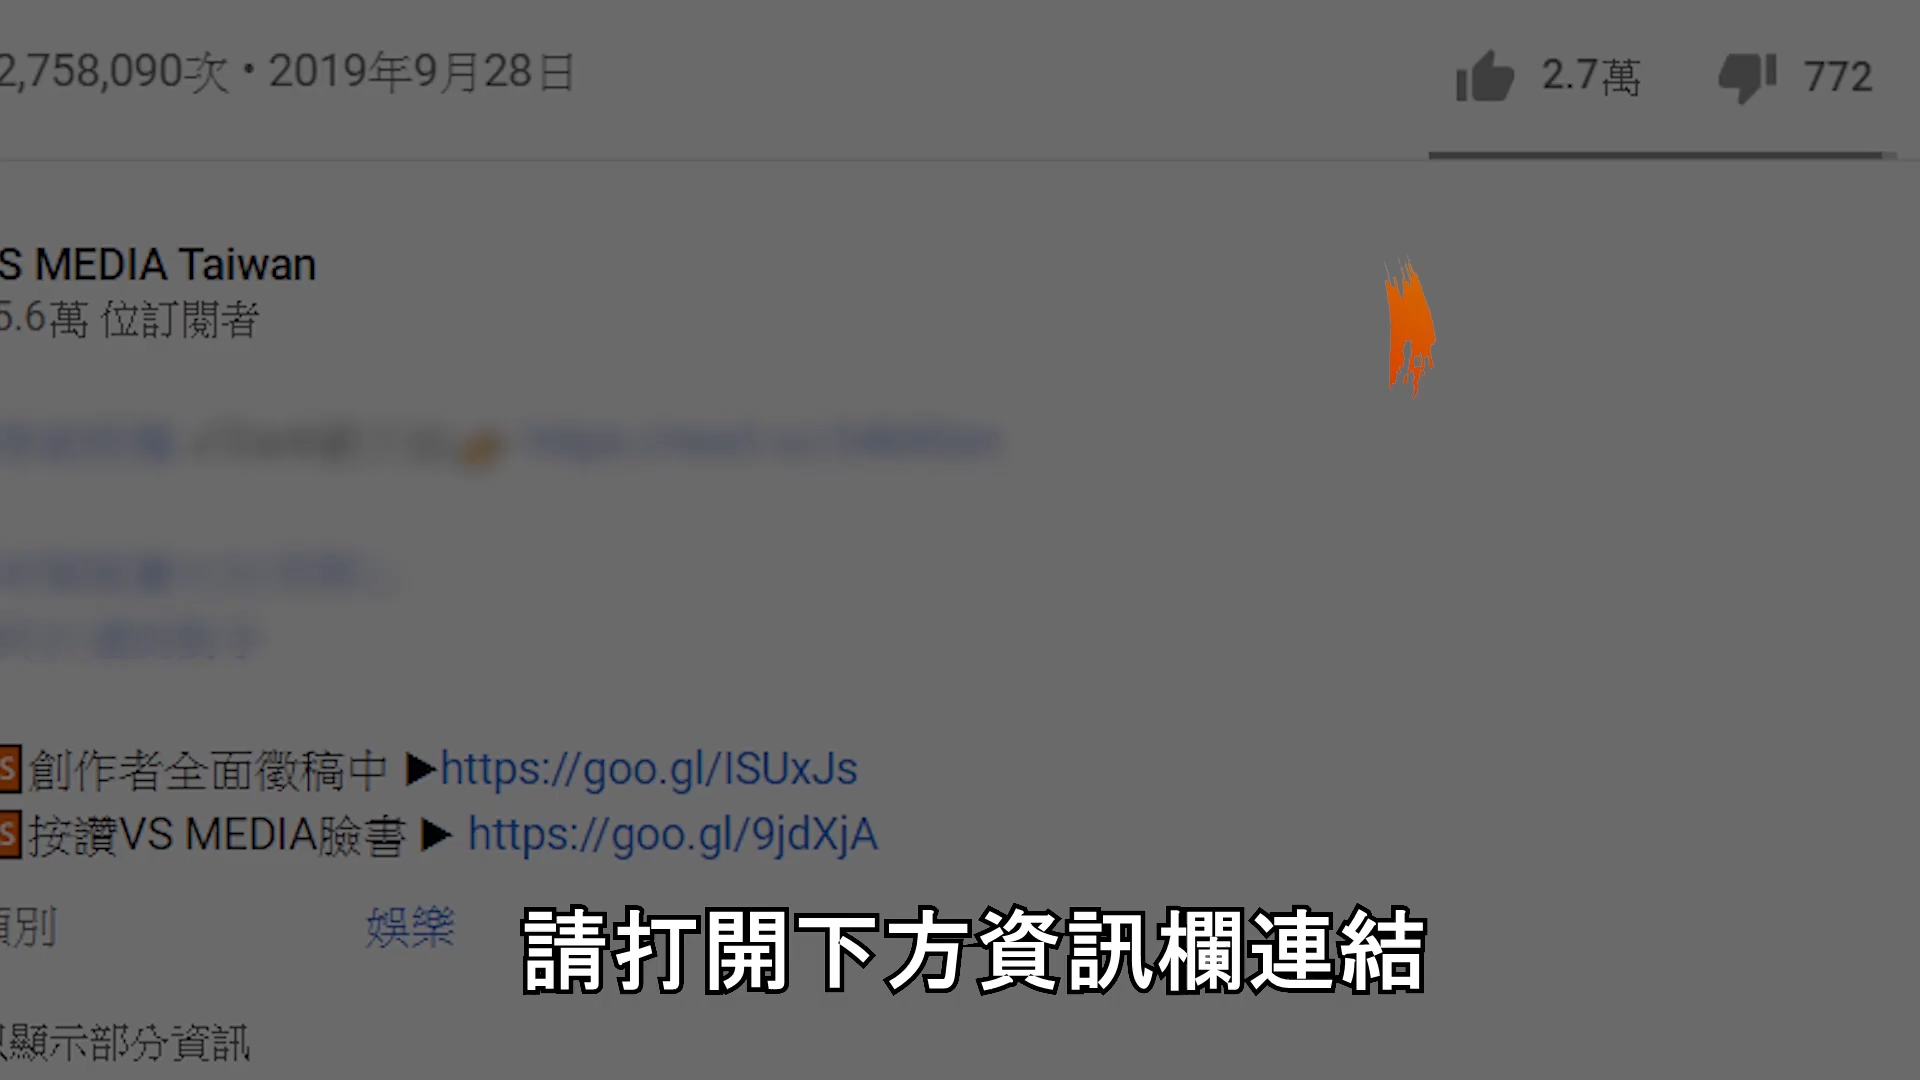 2,758,090次 • 2019年9月28日
2.7萬
772
S MEDIA Taiwan
5.6萬 位訂閱者
S創作者全面徵稿中 ▶https://goo.gl/ISUxJs
S按讚VS MEDIA臉書 ▶ https://goo.gl/9jdXjA
類別
娛樂
請打開下方資訊欄連結
只顯示部分資訊